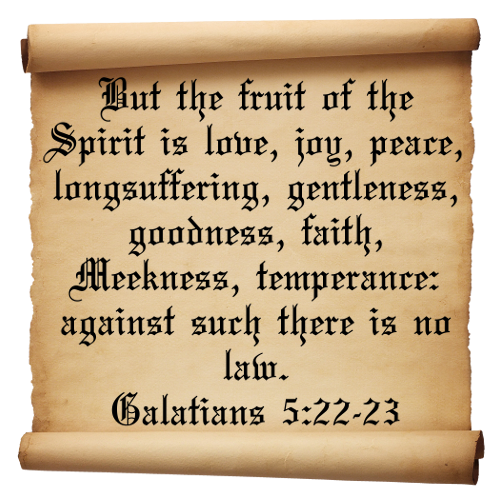 But the fruit of the
Spirit is love, joy, peace,
longsuffering, gentleness,
goodness, faith,
Meekness, temperance:
against such there is no
law.
Galatians 5:22-23